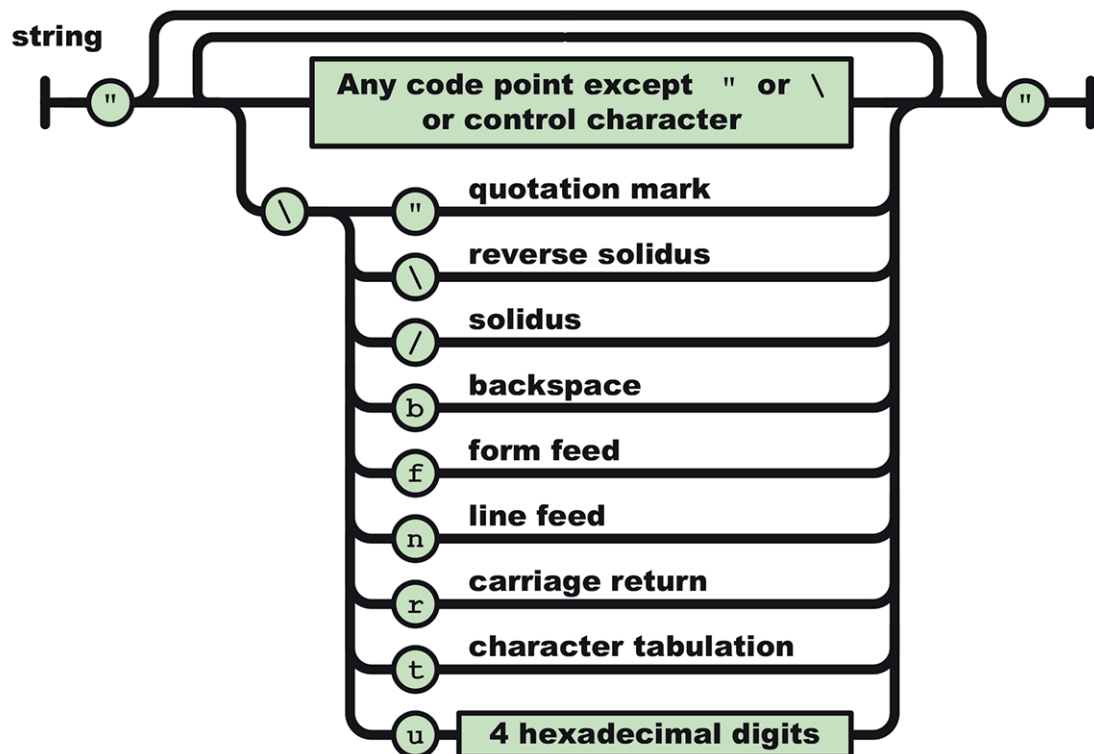 string
"
Any code point except " or \
or control character
"
\
" quotation mark
\ reverse solidus
/ solidus
b backspace
f form feed
n line feed
r carriage return
t character tabulation
u 4 hexadecimal digits